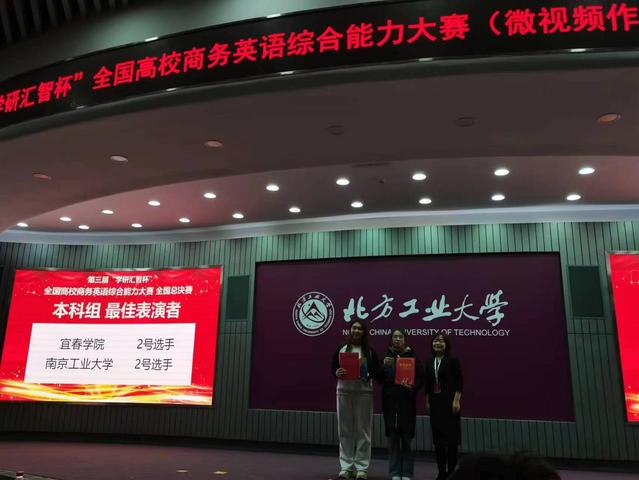 学研汇智杯”全国高校商务英语综合能力大赛（微视频作
第三届“学研汇智杯”
全国高校商务英语综合能力大赛 全国总决赛
本科组 最佳表演者
宜春学院 2号选手
南京工业大学 2号选手
北方工业大学
CHINA UNIVERSITY OF TECHNOLOGY